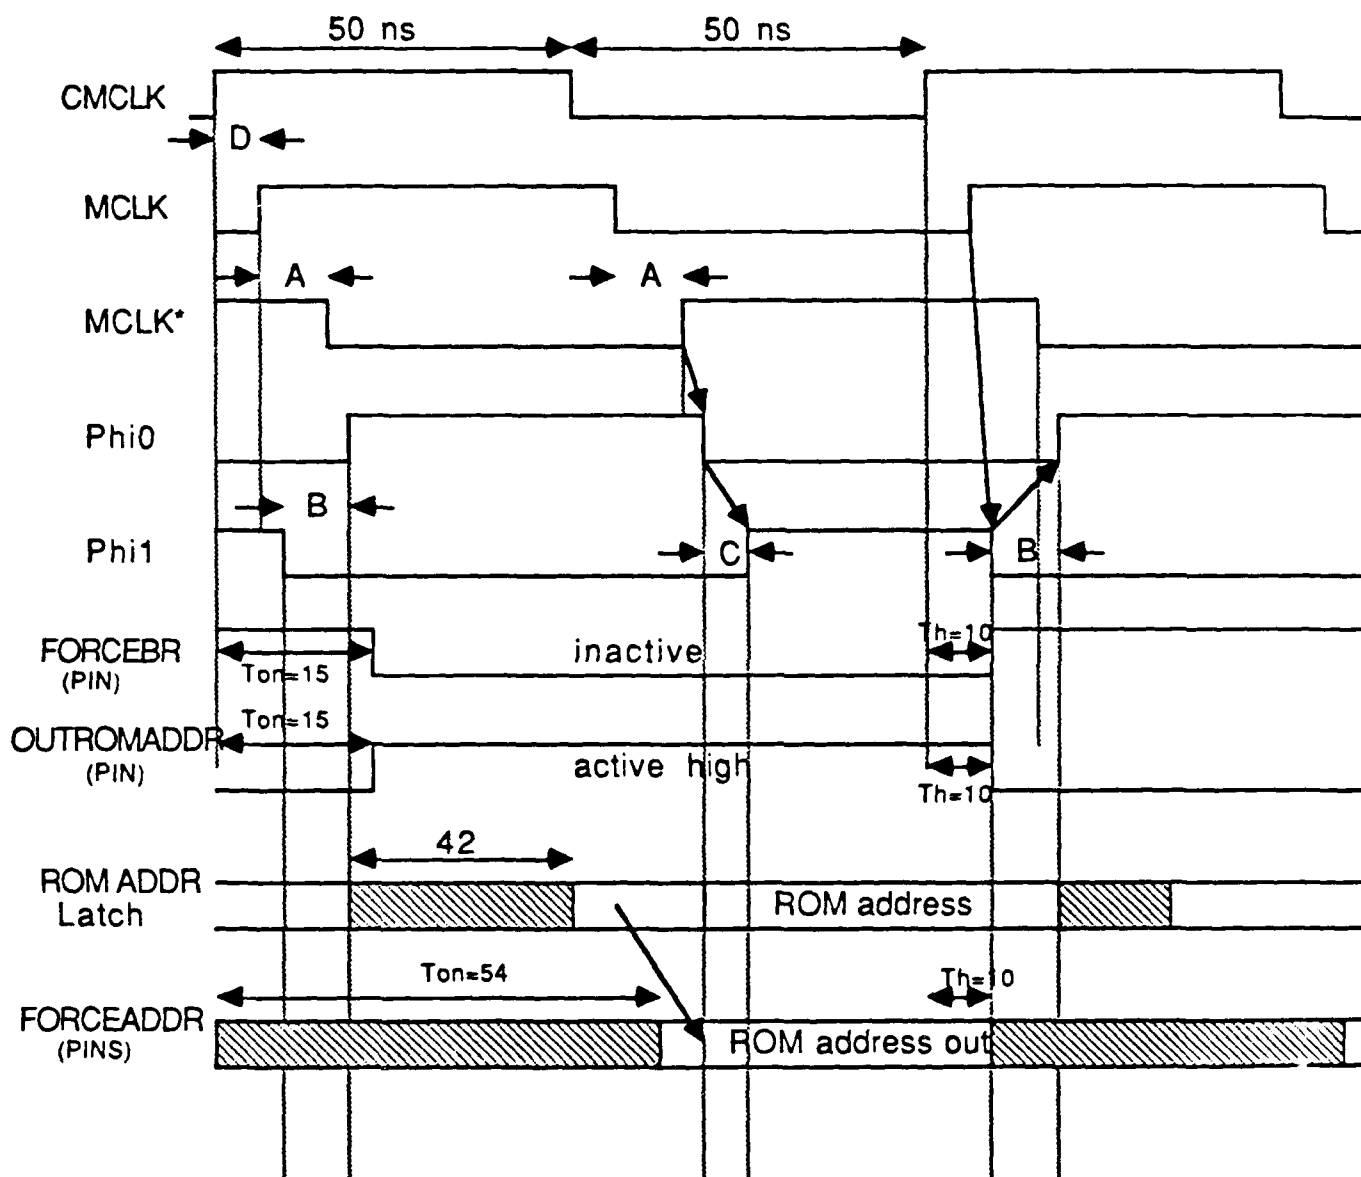 50 ns 50 ns
CMCLK
D
MCLK
A A
MCLK*
Phi0
B
Phi1 C B
FORCEBR inactive Th=10
(PIN) Ton=15
Ton=15
OUTROMADDR
(PIN) active high
Th=10
42
ROM ADDR ROM address
Latch
Ton=54 Th=10
FORCEADDR
(PINS) ROM address out